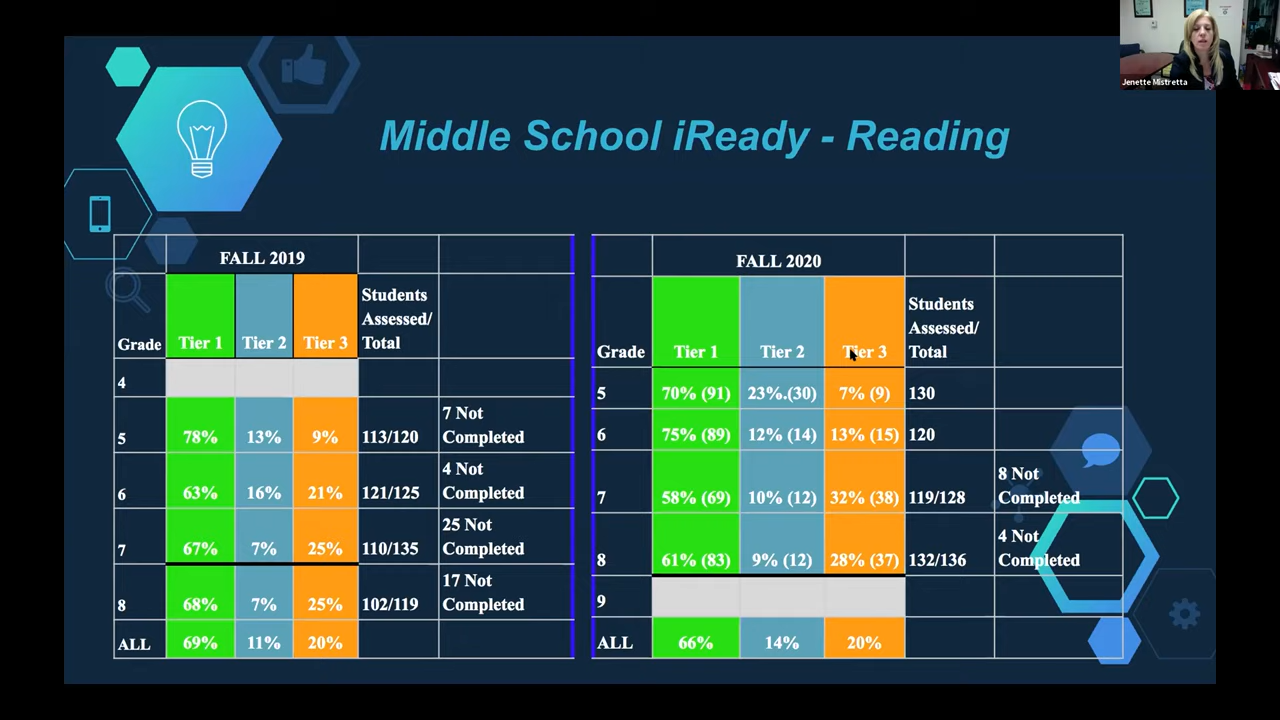 Jenette Mistretta
Middle School iReady - Reading
FALL 2019
Grade Tier 1 Tier 2 Tier 3 Students Assessed/ Total
4
5 78% 13% 9% 113/120 7 Not Completed
6 63% 16% 21% 121/125 4 Not Completed
7 67% 7% 25% 110/135 25 Not Completed
8 68% 7% 25% 102/119 17 Not Completed
ALL 69% 11% 20%
FALL 2020
Grade Tier 1 Tier 2 Tier 3 Students Assessed/ Total
5 70% (91) 23%.(30) 7% (9) 130
6 75% (89) 12% (14) 13% (15) 120
7 58% (69) 10% (12) 32% (38) 119/128 8 Not Completed
8 61% (83) 9% (12) 28% (37) 132/136 4 Not Completed
9
ALL 66% 14% 20%